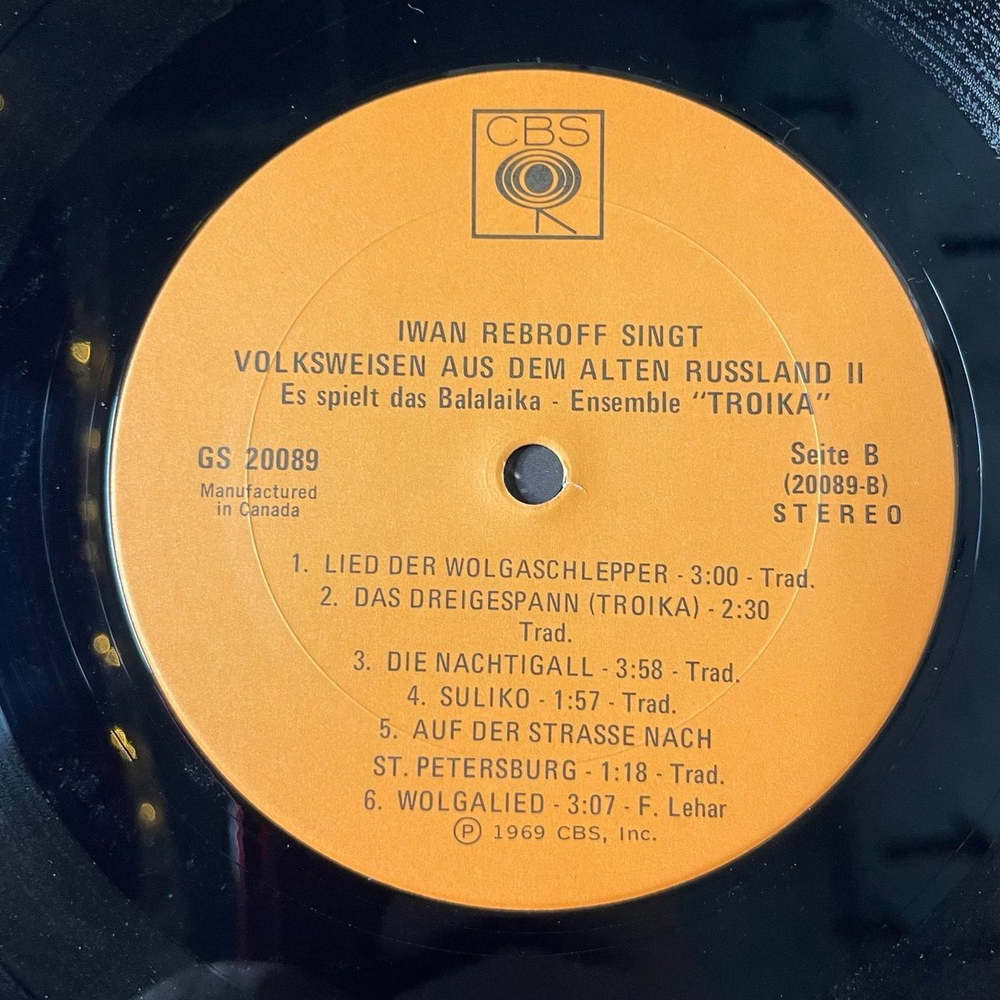 CBS
IWAN REBROFF SINGT
VOLKSWEISEN AUS DEM ALTEN RUSSLAND II
Es spielt das Balalaika - Ensemble “TROIKA”
GS 20089
Manufactured
in Canada
Seite B
(20089-B)
STEREO
1. LIED DER WOLGASCHLEPPER - 3:00 - Trad.
2. DAS DREIGESPANN (TROIKA) - 2:30
Trad.
3. DIE NACHTIGALL - 3:58 - Trad.
4. SULIKO - 1:57 - Trad.
5. AUF DER STRASSE NACH
ST. PETERSBURG - 1:18 - Trad.
6. WOLGALIED - 3:07 - F. Lehar
Ⓟ 1969 CBS, Inc.